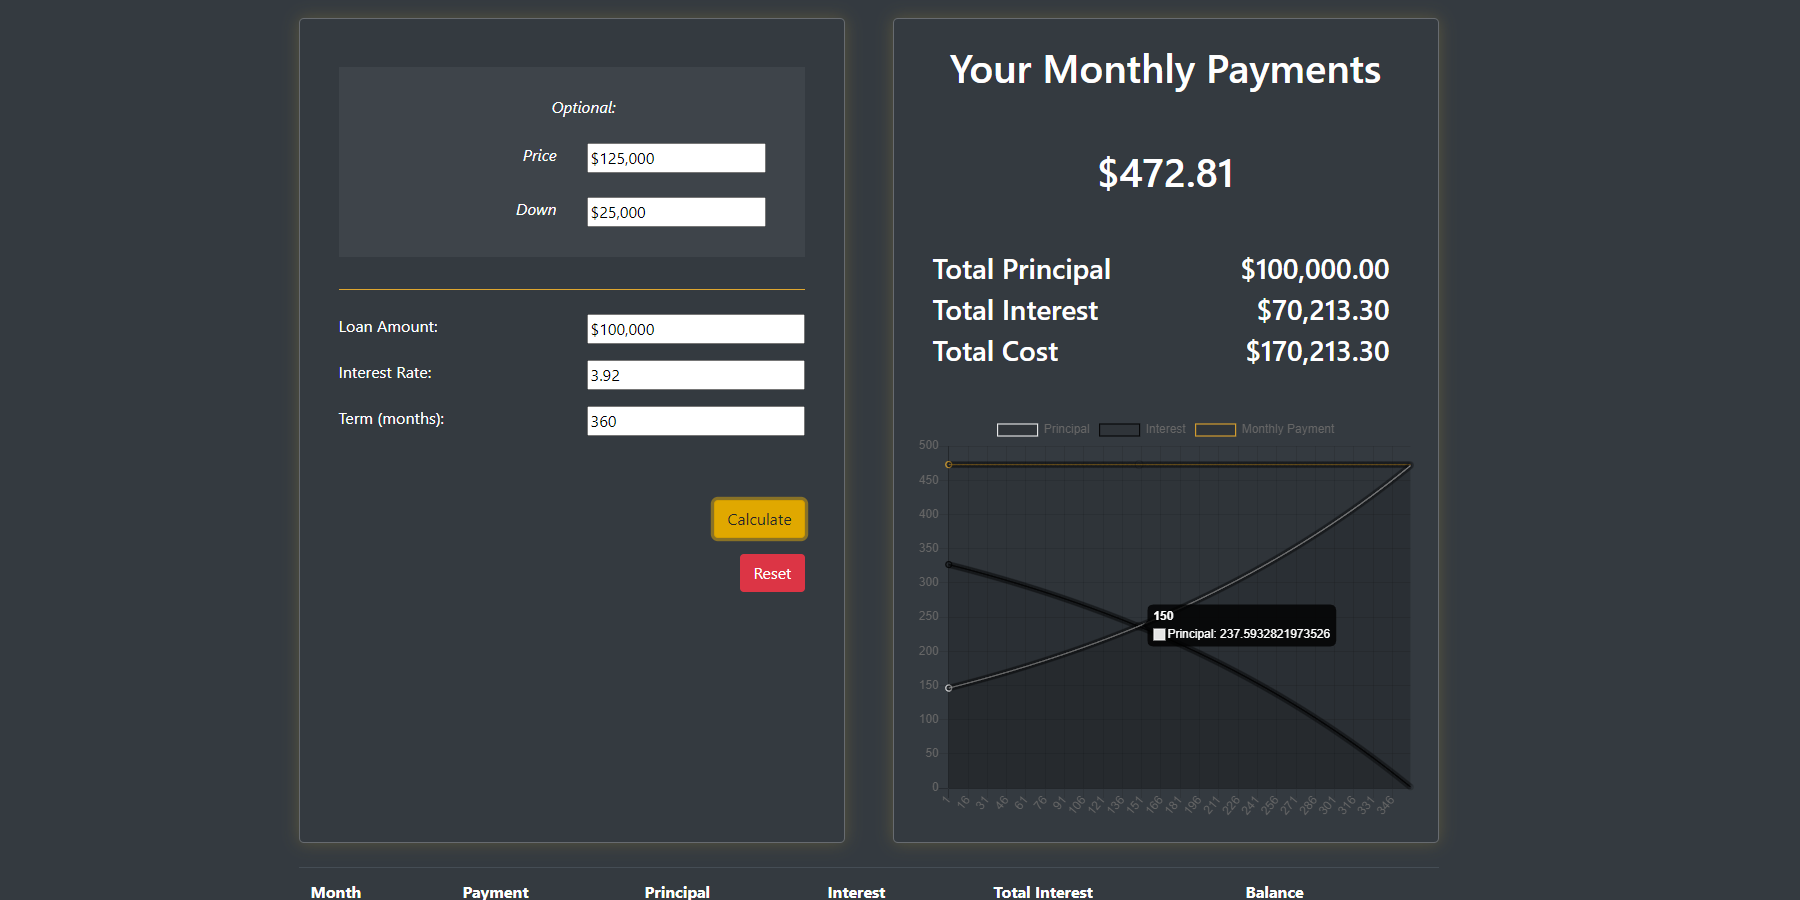 Optional:
Price $125,000
Down $25,000
Loan Amount: $100,000
Interest Rate: 3.92
Term (months): 360
Calculate
Reset
Your Monthly Payments
$472.81
Total Principal $100,000.00
Total Interest $70,213.30
Total Cost $170,213.30
Principal Interest Monthly Payment
500
450
400
350
300
250
200
150
100
50
0
150
Principal: 237.5932821973526
1 16 31 46 61 76 91 106 121 136 151 166 181 196 211 226 241 256 271 286 301 316 331 346
Month Payment Principal Interest Total Interest Balance